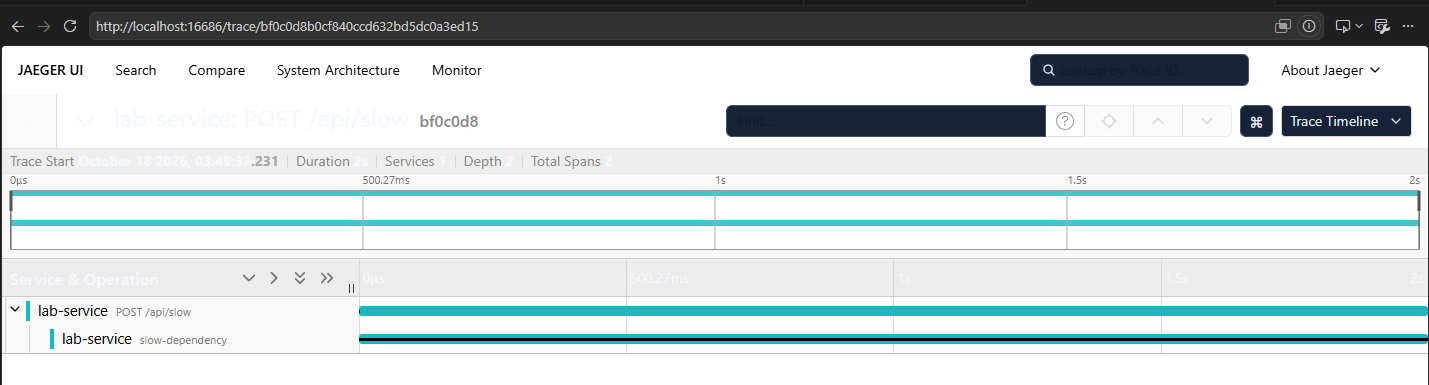 http://localhost:16686/trace/bf0c0d8b0cf840ccd632bd5dc0a3ed15
JAEGER UI Search Compare System Architecture Monitor Lookup by Trace ID... About Jaeger
lab-service: POST /api/slow bf0c0d8 Find... ? ⌘ Trace Timeline
Trace Start October 18 2026, 03:49:32.231 Duration 2s Services 1 Depth 2 Total Spans 2
0μs 500.27ms 1s 1.5s 2s
Service & Operation 0μs 500.27ms 1s 1.5s 2s
lab-service POST /api/slow
lab-service slow-dependency